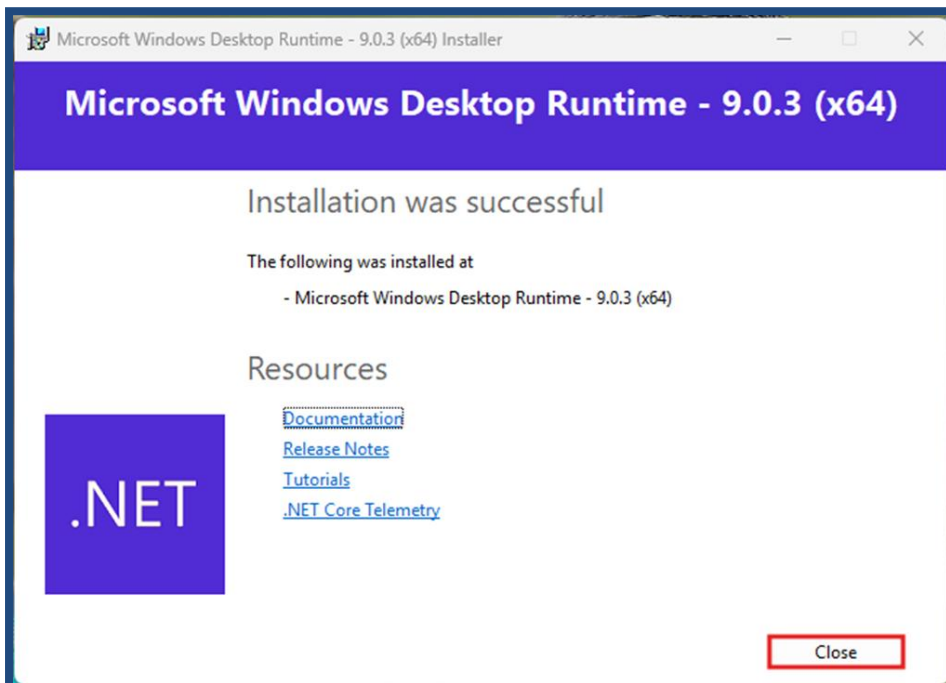 Microsoft Windows Desktop Runtime - 9.0.3 (x64) Installer
Microsoft Windows Desktop Runtime - 9.0.3 (x64)
Installation was successful
The following was installed at
- Microsoft Windows Desktop Runtime - 9.0.3 (x64)
Resources
Documentation
Release Notes
Tutorials
.NET Core Telemetry
.NET
Close